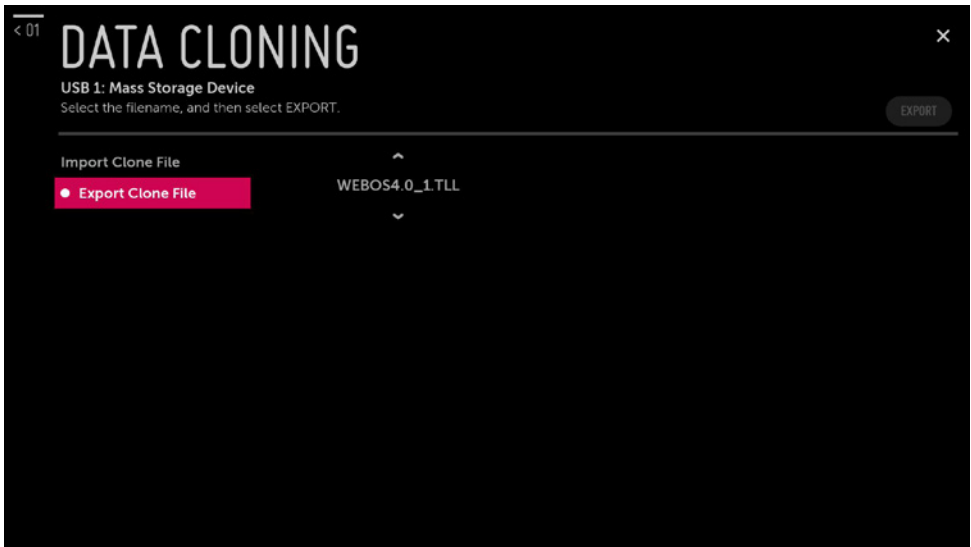 < 01
DATA CLONING
USB 1: Mass Storage Device
Select the filename, and then select EXPORT.
EXPORT
Import Clone File
Export Clone File
WEBOS4.0_1.TLL